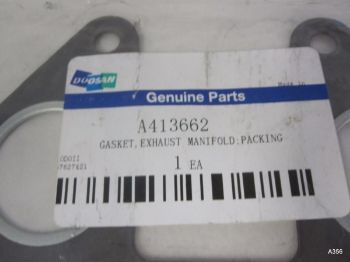 DOOSAN
Made in
Genuine Parts
A413662
GASKET, EXHAUST MANIFOLD:PACKING
1 EA
A356